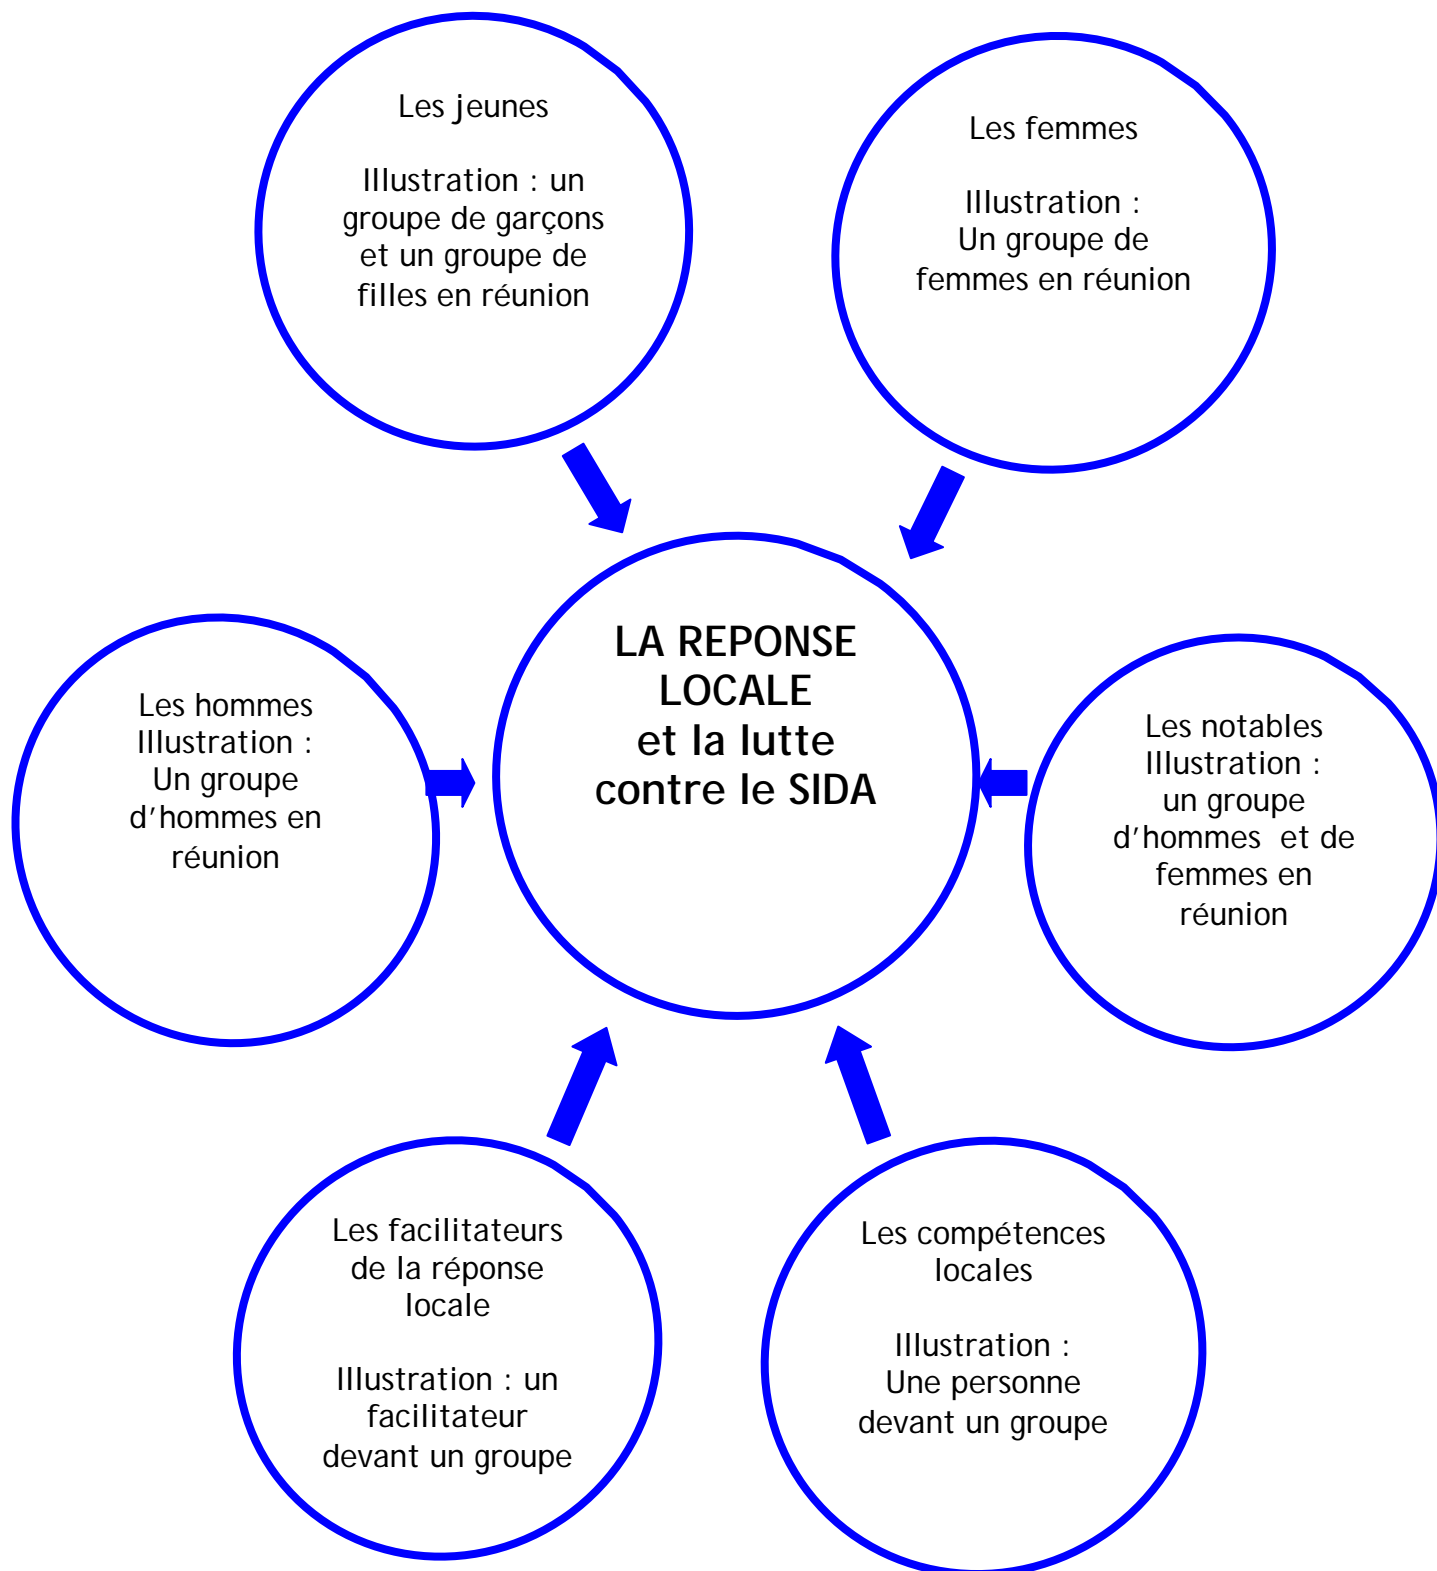 Les jeunes
Illustration : un
groupe de garçons
et un groupe de
filles en réunion
Les femmes
Illustration :
Un groupe de
femmes en réunion
LA REPONSE
LOCALE
et la lutte
contre le SIDA
Les hommes
Illustration :
Un groupe
d’hommes en
réunion
Les notables
Illustration :
un groupe
d’hommes et de
femmes en
réunion
Les facilitateurs
de la réponse
locale
Illustration : un
facilitateur
devant un groupe
Les compétences
locales
Illustration :
Une personne
devant un groupe